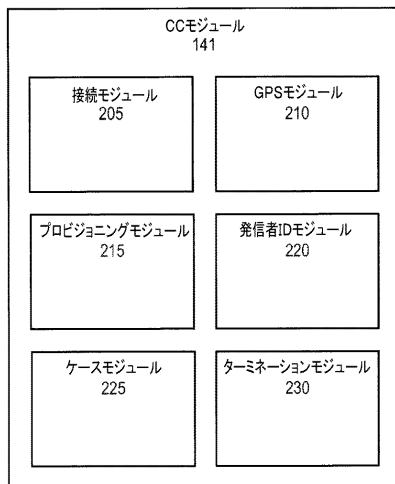 CCモジュール
141
接続モジュール
205
GPSモジュール
210
プロビジョニングモジュール
215
発信者IDモジュール
220
ケースモジュール
225
ターミネーションモジュール
230